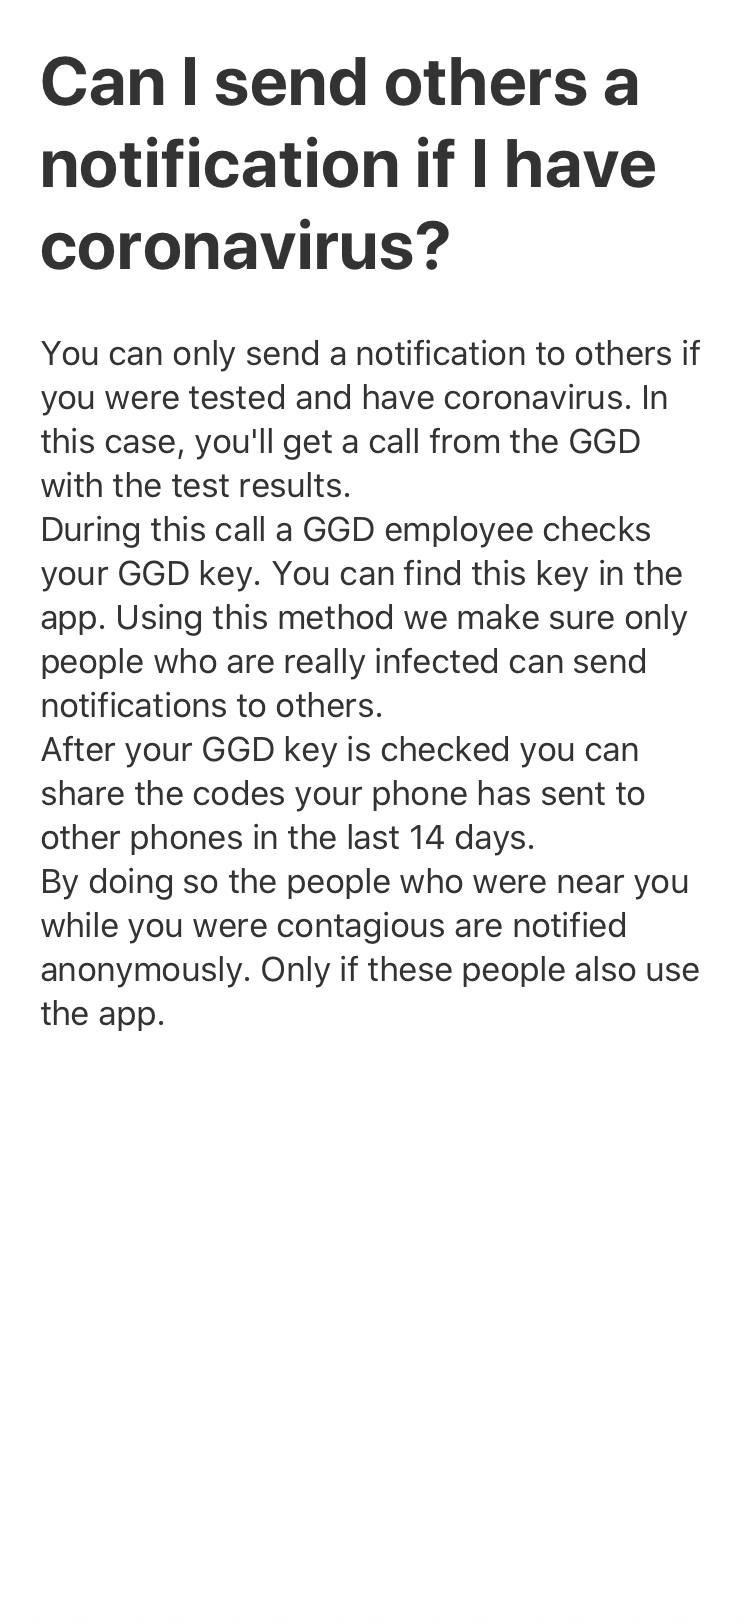 Can I send others a
notification if I have
coronavirus?
You can only send a notification to others if
you were tested and have coronavirus. In
this case, you'll get a call from the GGD
with the test results.
During this call a GGD employee checks
your GGD key. You can find this key in the
app. Using this method we make sure only
people who are really infected can send
notifications to others.
After your GGD key is checked you can
share the codes your phone has sent to
other phones in the last 14 days.
By doing so the people who were near you
while you were contagious are notified
anonymously. Only if these people also use
the app.